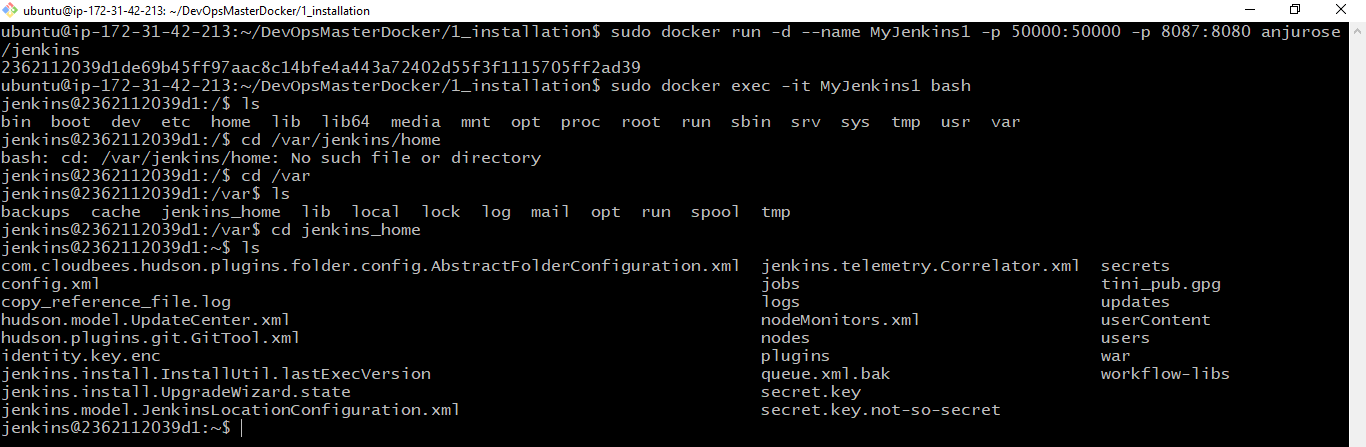 ubuntu@ip-172-31-42-213: ~/DevOpsMasterDocker/1_installation
ubuntu@ip-172-31-42-213:~/DevOpsMasterDocker/1_installation$ sudo docker run -d --name MyJenkins1 -p 50000:50000 -p 8087:8080 anjurose
/jenkins
2362112039d1de69b45ff97aac8c14bfe4a443a72402d55f3f1115705ff2ad39
ubuntu@ip-172-31-42-213:~/DevOpsMasterDocker/1_installation$ sudo docker exec -it MyJenkins1 bash
jenkins@2362112039d1:/$ ls
bin  boot  dev  etc  home  lib  lib64  media  mnt  opt  proc  root  run  sbin  srv  sys  tmp  usr  var
jenkins@2362112039d1:/$ cd /var/jenkins/home
bash: cd: /var/jenkins/home: No such file or directory
jenkins@2362112039d1:/$ cd /var
jenkins@2362112039d1:/var$ ls
backups  cache  jenkins_home  lib  local  lock  log  mail  opt  run  spool  tmp
jenkins@2362112039d1:/var$ cd jenkins_home
jenkins@2362112039d1:~$ ls
com.cloudbees.hudson.plugins.folder.config.AbstractFolderConfiguration.xml  jenkins.telemetry.Correlator.xml  secrets
config.xml                                                                  jobs                              tini_pub.gpg
copy_reference_file.log                                                     logs                              updates
hudson.model.UpdateCenter.xml                                               nodeMonitors.xml                  userContent
hudson.plugins.git.GitTool.xml                                              nodes                             users
identity.key.enc                                                            plugins                           war
jenkins.install.InstallUtil.lastExecVersion                                 queue.xml.bak                     workflow-libs
jenkins.install.UpgradeWizard.state                                         secret.key
jenkins.model.JenkinsLocationConfiguration.xml                              secret.key.not-so-secret
jenkins@2362112039d1:~$